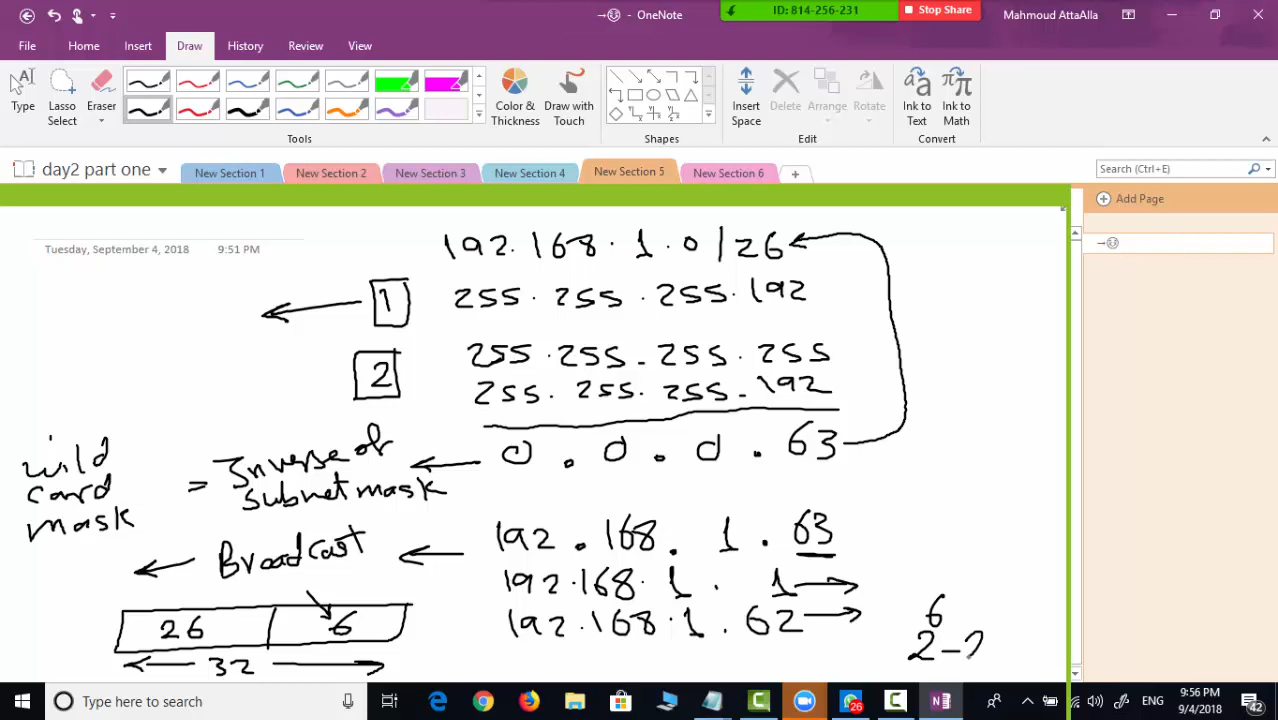 ID: 814-256-231
Stop Share
OneNote
Mahmoud AttaAlla
File Home Insert Draw History Review View
Type
Lasso Select
Eraser
Color & Thickness
Draw with Touch
Insert Space
Delete
Arrange
Rotate
Ink to Text
Ink to Math
Tools
Shapes
Edit
Convert
day2 part one
New Section 1
New Section 2
New Section 3
New Section 4
New Section 5
New Section 6
Search (Ctrl+E)
Add Page
Tuesday, September 4, 2018 9:51 PM
192.168.1.0/26
1 255.255.255.192
2 255.255.255.255
255.255.255.192
0.0.0.63
wild card mask = Inverse of subnet mask
192.168.1.63
Broadcast
192.168.1.1
192.168.1.62
26 6
32
6
2-2
Type here to search
26
ENG
9:56 PM
9/4/2018
42